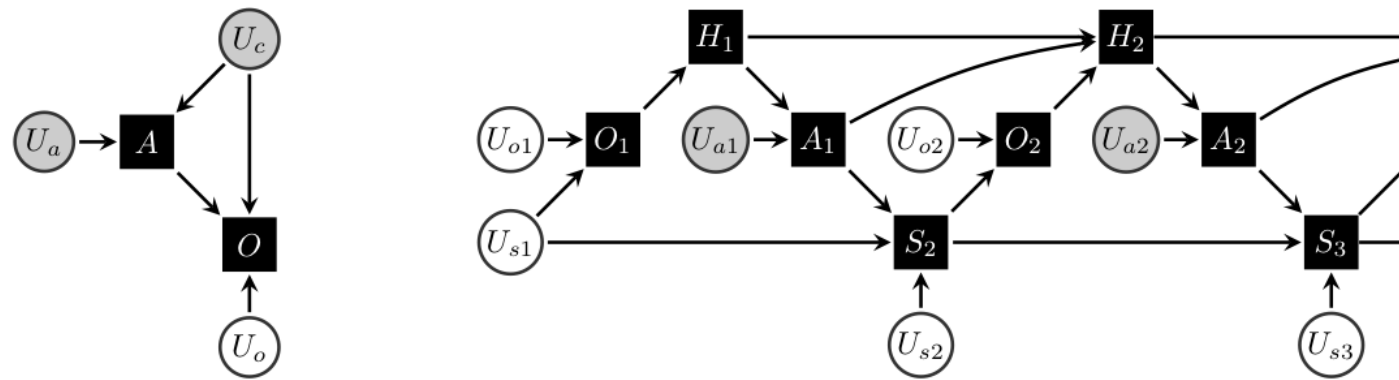 U_c
U_a A
O
U_o
H_1 H_2
U_{o1} O_1 U_{a1} A_1 U_{o2} O_2 U_{a2} A_2
U_{s1} S_2 S_3
U_{s2} U_{s3}